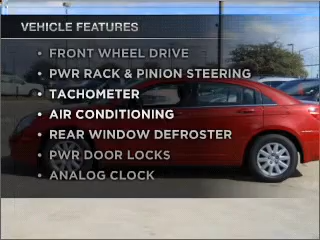 VEHICLE FEATURES
• FRONT WHEEL DRIVE
• PWR RACK & PINION STEERING
• TACHOMETER
• AIR CONDITIONING
• REAR WINDOW DEFROSTER
• PWR DOOR LOCKS
• ANALOG CLOCK